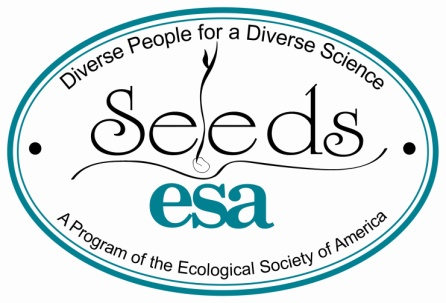 Diverse People for a Diverse Science
Seeds
esa
A Program of the Ecological Society of America